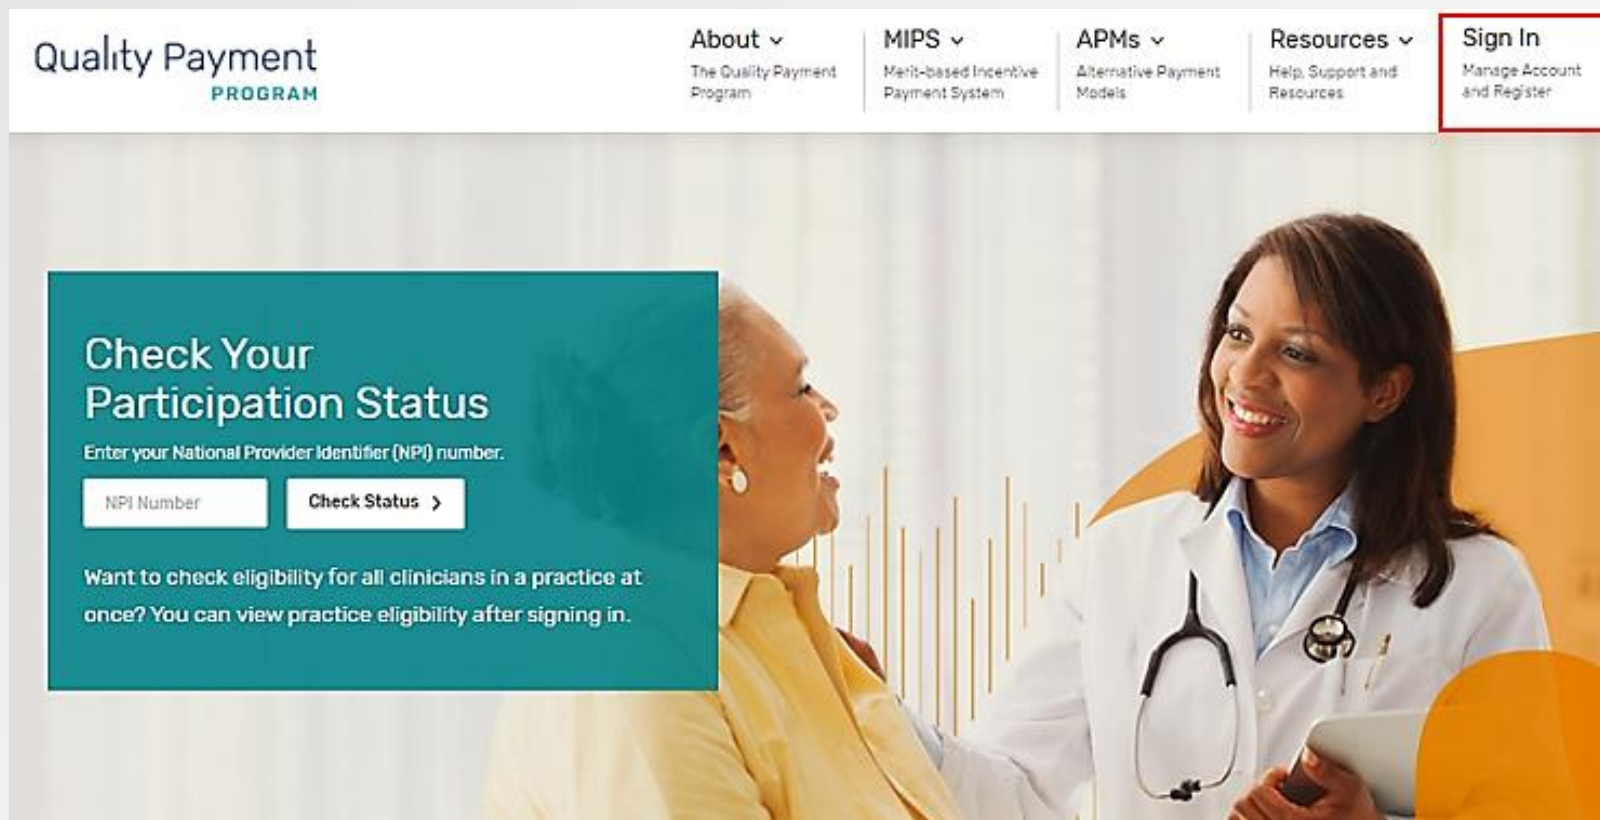 Quality Payment
PROGRAM
About
The Quality Payment
Program
MIPS
Merit-based Incentive
Payment System
APMs
Alternative Payment
Models
Resources
Help, Support and
Resources
Sign In
Manage Account
and Register
Check Your
Participation Status
Enter your National Provider Identifier (NPI) number.
NPI Number
Check Status
Want to check eligibility for all clinicians in a practice at
once? You can view practice eligibility after signing in.